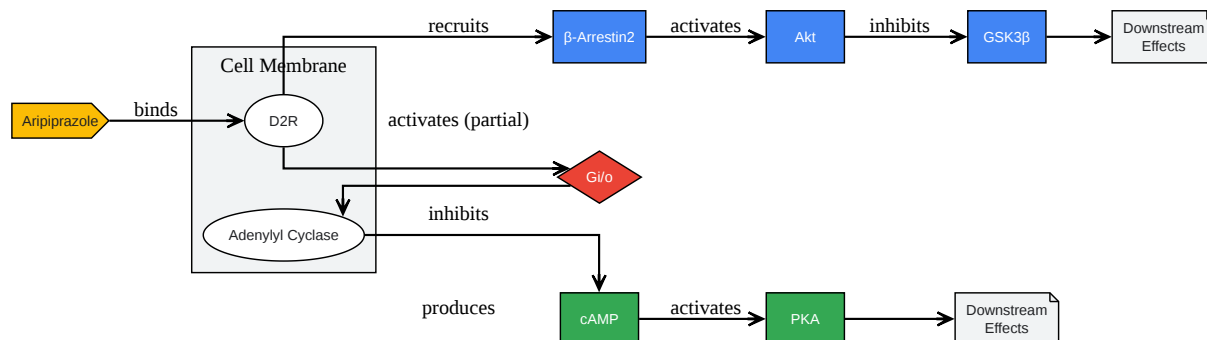 recruits
β-Arrestin2
activates
Akt
inhibits
GSK3β
Downstream
Effects
Cell Membrane
Aripiprazole
binds
D2R
activates (partial)
Gi/o
inhibits
Adenylyl Cyclase
produces
cAMP
activates
PKA
Downstream
Effects